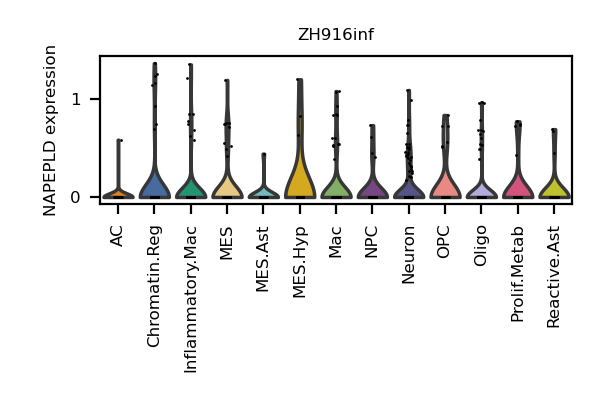 ZH916inf
NAPEPLD expression
1
0
AC
Chromatin.Reg
Inflammatory.Mac
MES
MES.Ast
MES.Hyp
Mac
NPC
Neuron
OPC
Oligo
Prolif.Metab
Reactive.Ast